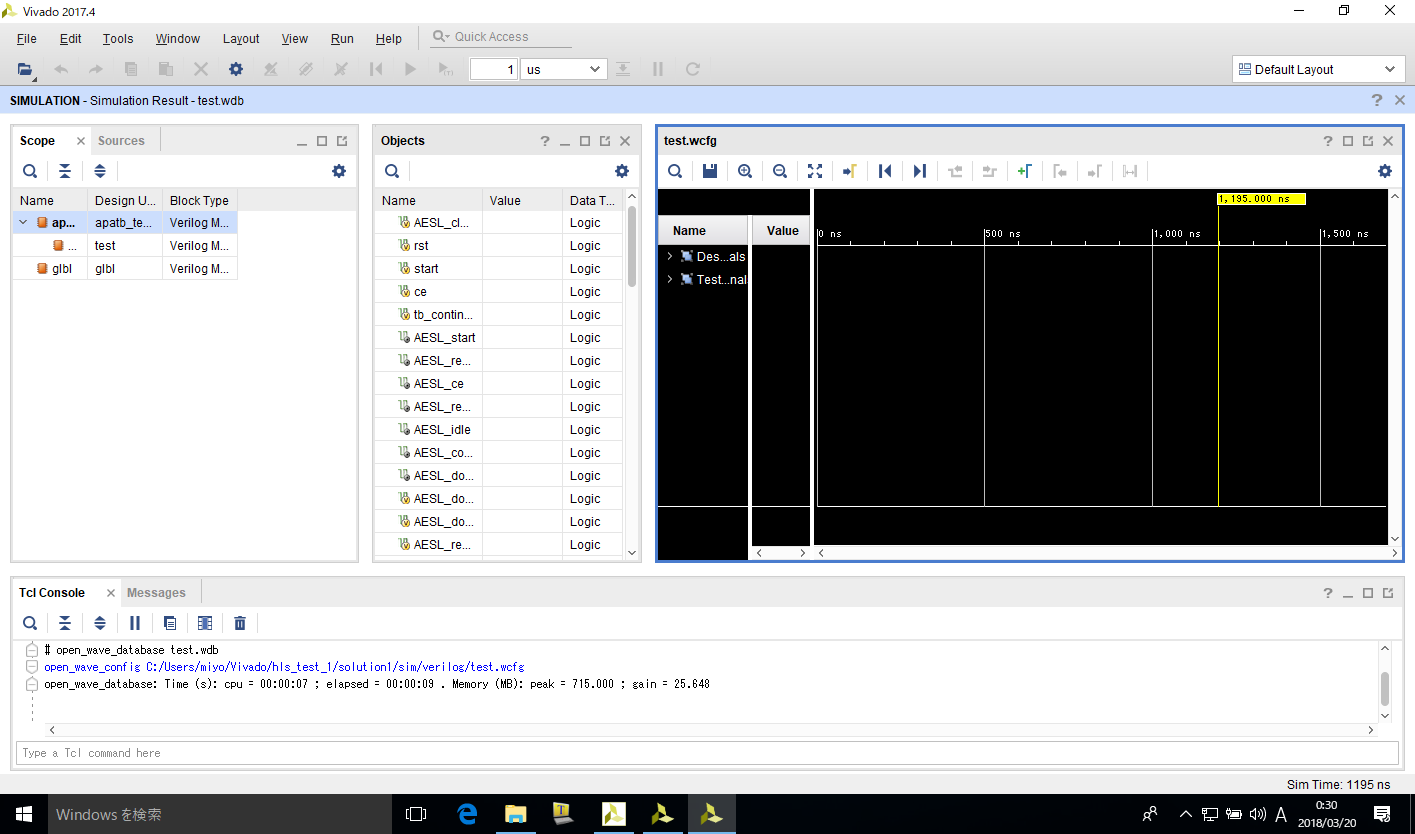 Vivado 2017.4
File Edit Tools Window Layout View Run Help Quick Access
1 us Default Layout
SIMULATION - Simulation Result - test.wdb
Scope Sources
Name Design U... Block Type
ap... apatb_te... Verilog M...
... test Verilog M...
glbl glbl Verilog M...
Objects
Name Value Data T...
AESL_cl... Logic
rst Logic
start Logic
ce Logic
tb_contin... Logic
AESL_start Logic
AESL_re... Logic
AESL_ce Logic
AESL_re... Logic
AESL_idle Logic
AESL_co... Logic
AESL_do... Logic
AESL_do... Logic
AESL_do... Logic
AESL_re... Logic
test.wcfg
1,195.000 ns
Name Value
0 ns 500 ns 1,000 ns 1,500 ns
Des...als
Test...nal
Tcl Console Messages
# open_wave_database test.wdb
open_wave_config C:/Users/miyo/Vivado/hls_test_1/solution1/sim/verilog/test.wcfg
open_wave_database: Time (s): cpu = 00:00:07 ; elapsed = 00:00:09 . Memory (MB): peak = 715.000 ; gain = 25.648
Type a Tcl command here
Sim Time: 1195 ns
Windows を検索
A
0:30
2018/03/20